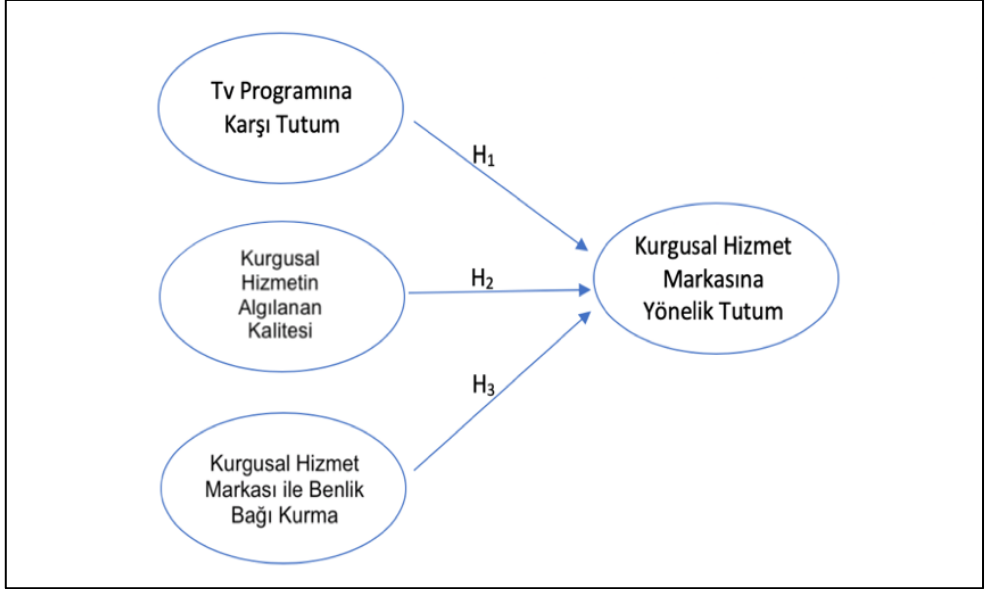 Tv Programına
Karşı Tutum
H₁
Kurgusal
Hizmetin
Algılanan
Kalitesi
H₂
Kurgusal Hizmet
Markasına
Yönelik Tutum
H₃
Kurgusal Hizmet
Markası ile Benlik
Bağı Kurma